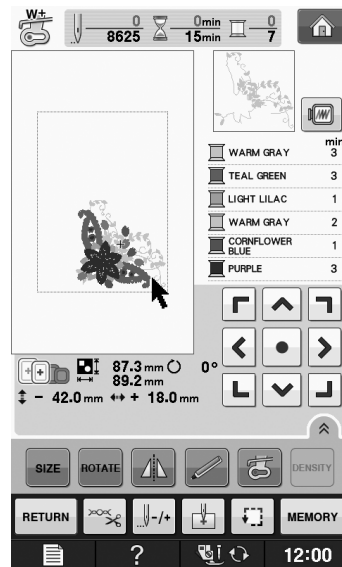 W+
0 0min 0
8625 15min 7
min
WARM GRAY 3
TEAL GREEN 3
LIGHT LILAC 1
WARM GRAY 2
CORNFLOWER
BLUE 1
PURPLE 3
87.3 mm 0°
89.2 mm
- 42.0 mm + 18.0 mm
SIZE ROTATE DENSITY
RETURN -/+ MEMORY
? 12:00